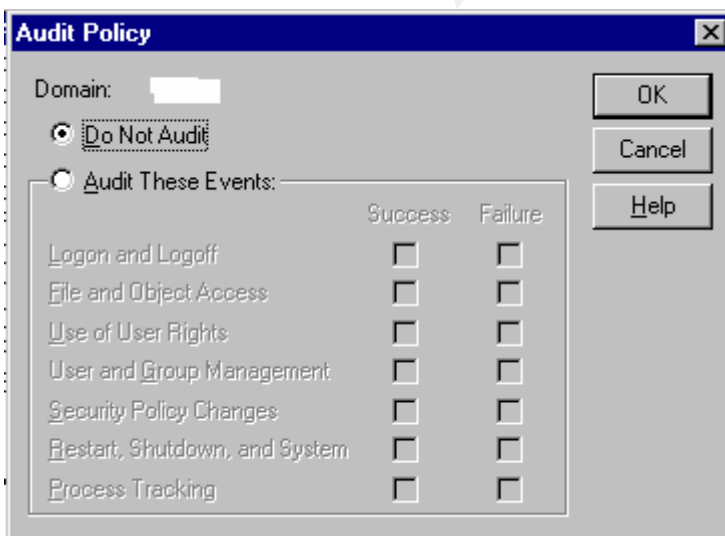 Audit Policy
Domain:
OK
Do Not Audit
Cancel
Audit These Events:
Help
Success Failure
Logon and Logoff
File and Object Access
Use of User Rights
User and Group Management
Security Policy Changes
Restart, Shutdown, and System
Process Tracking